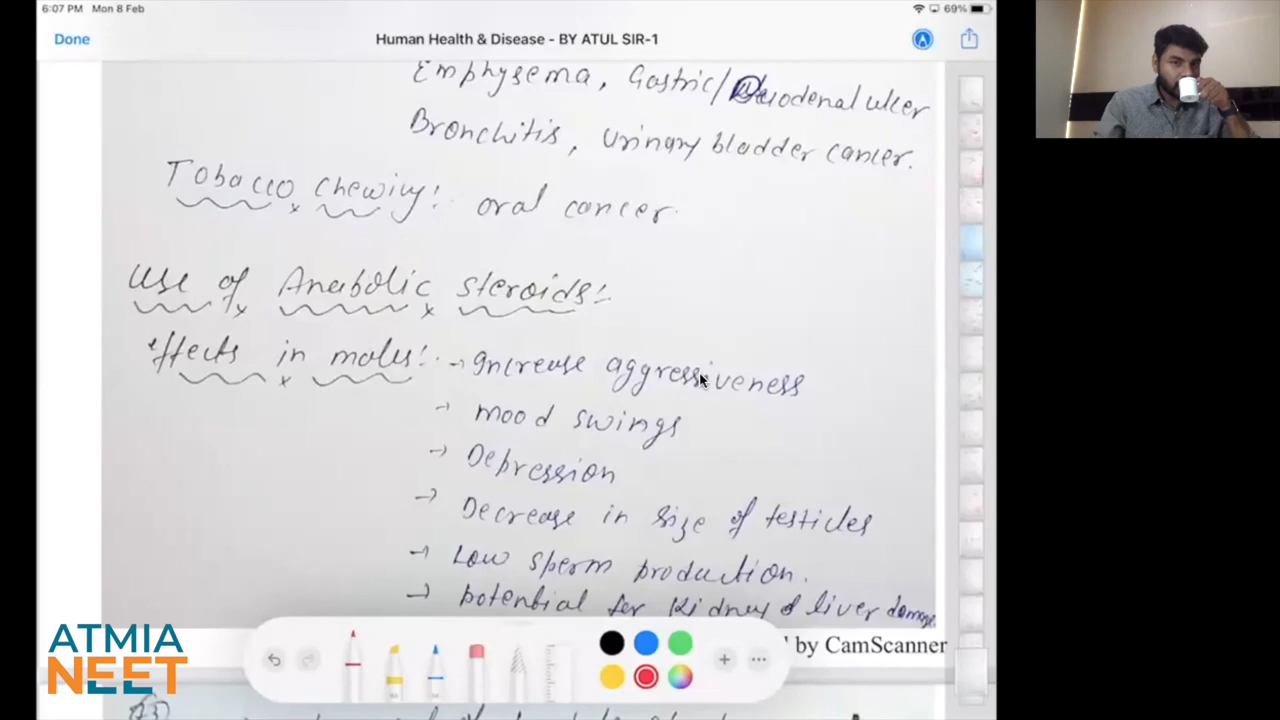 6:07 PM Mon 8 Feb
69%
Done
Human Health & Disease - BY ATUL SIR-1
Emphysema, Gastric/Duodenal ulcer
Bronchitis, Urinary bladder cancer.
Tobacco chewing:- oral cancer.
Use of Anabolic steroids:-
effects in males:- → Increase aggressiveness
→ mood swings
→ Depression
→ Decrease in size of testicles
→ Low sperm production.
→ potential for kidney & liver damage
by CamScanner
ATMIA
NEET